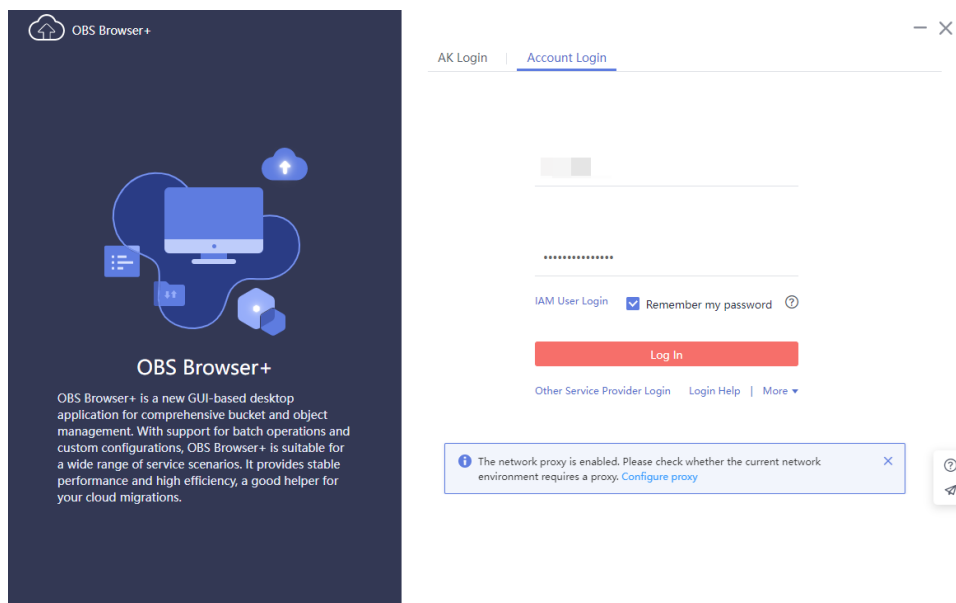 OBS Browser+
AK Login | Account Login
•••••••••••••••
IAM User Login Remember my password
Log In
Other Service Provider Login Login Help | More
The network proxy is enabled. Please check whether the current network
environment requires a proxy. Configure proxy
OBS Browser+
OBS Browser+ is a new GUI-based desktop
application for comprehensive bucket and object
management. With support for batch operations and
custom configurations, OBS Browser+ is suitable for
a wide range of service scenarios. It provides stable
performance and high efficiency, a good helper for
your cloud migrations.